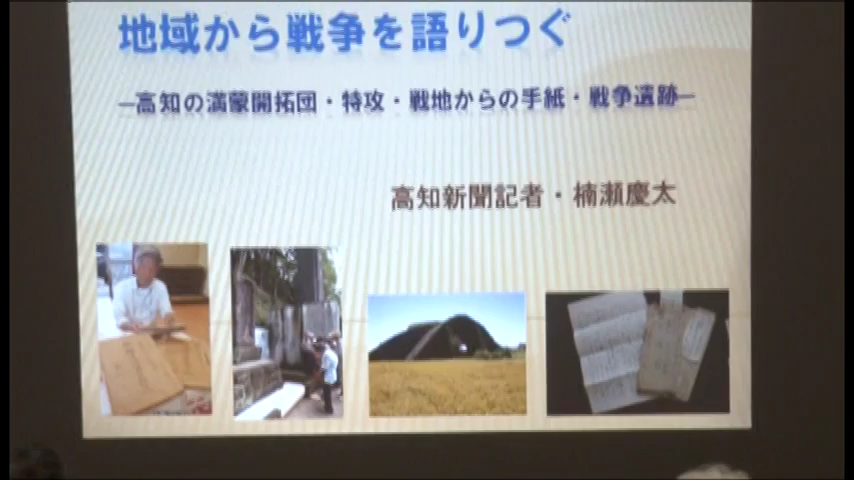 地域から戦争を語りつぐ
―高知の満蒙開拓団・特攻・戦地からの手紙・戦争遺跡―
高知新聞記者・楠瀬慶太